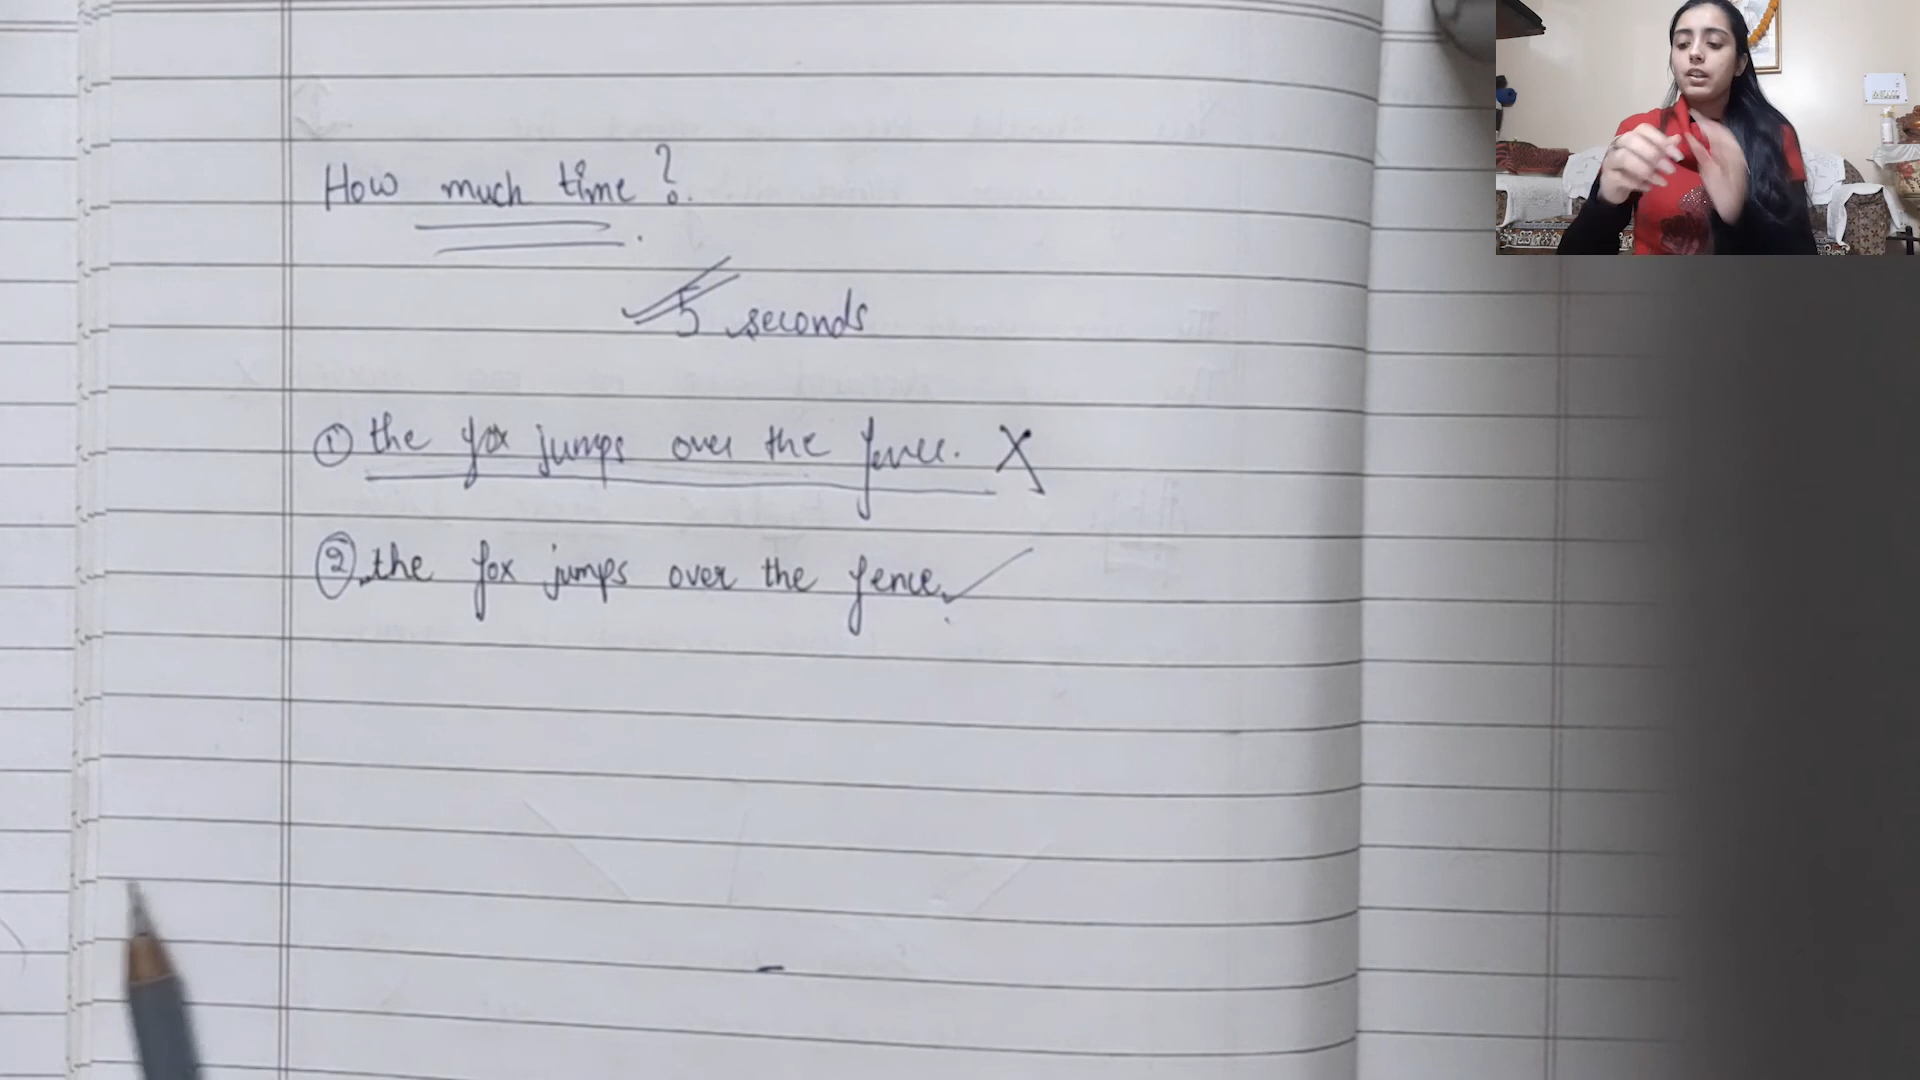 How much time?
5 seconds
① the fox jumps over the fence. X
② the fox jumps over the fence.